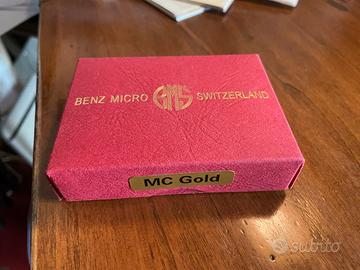 BENZ MICRO BMS SWITZERLAND
MC Gold
subito